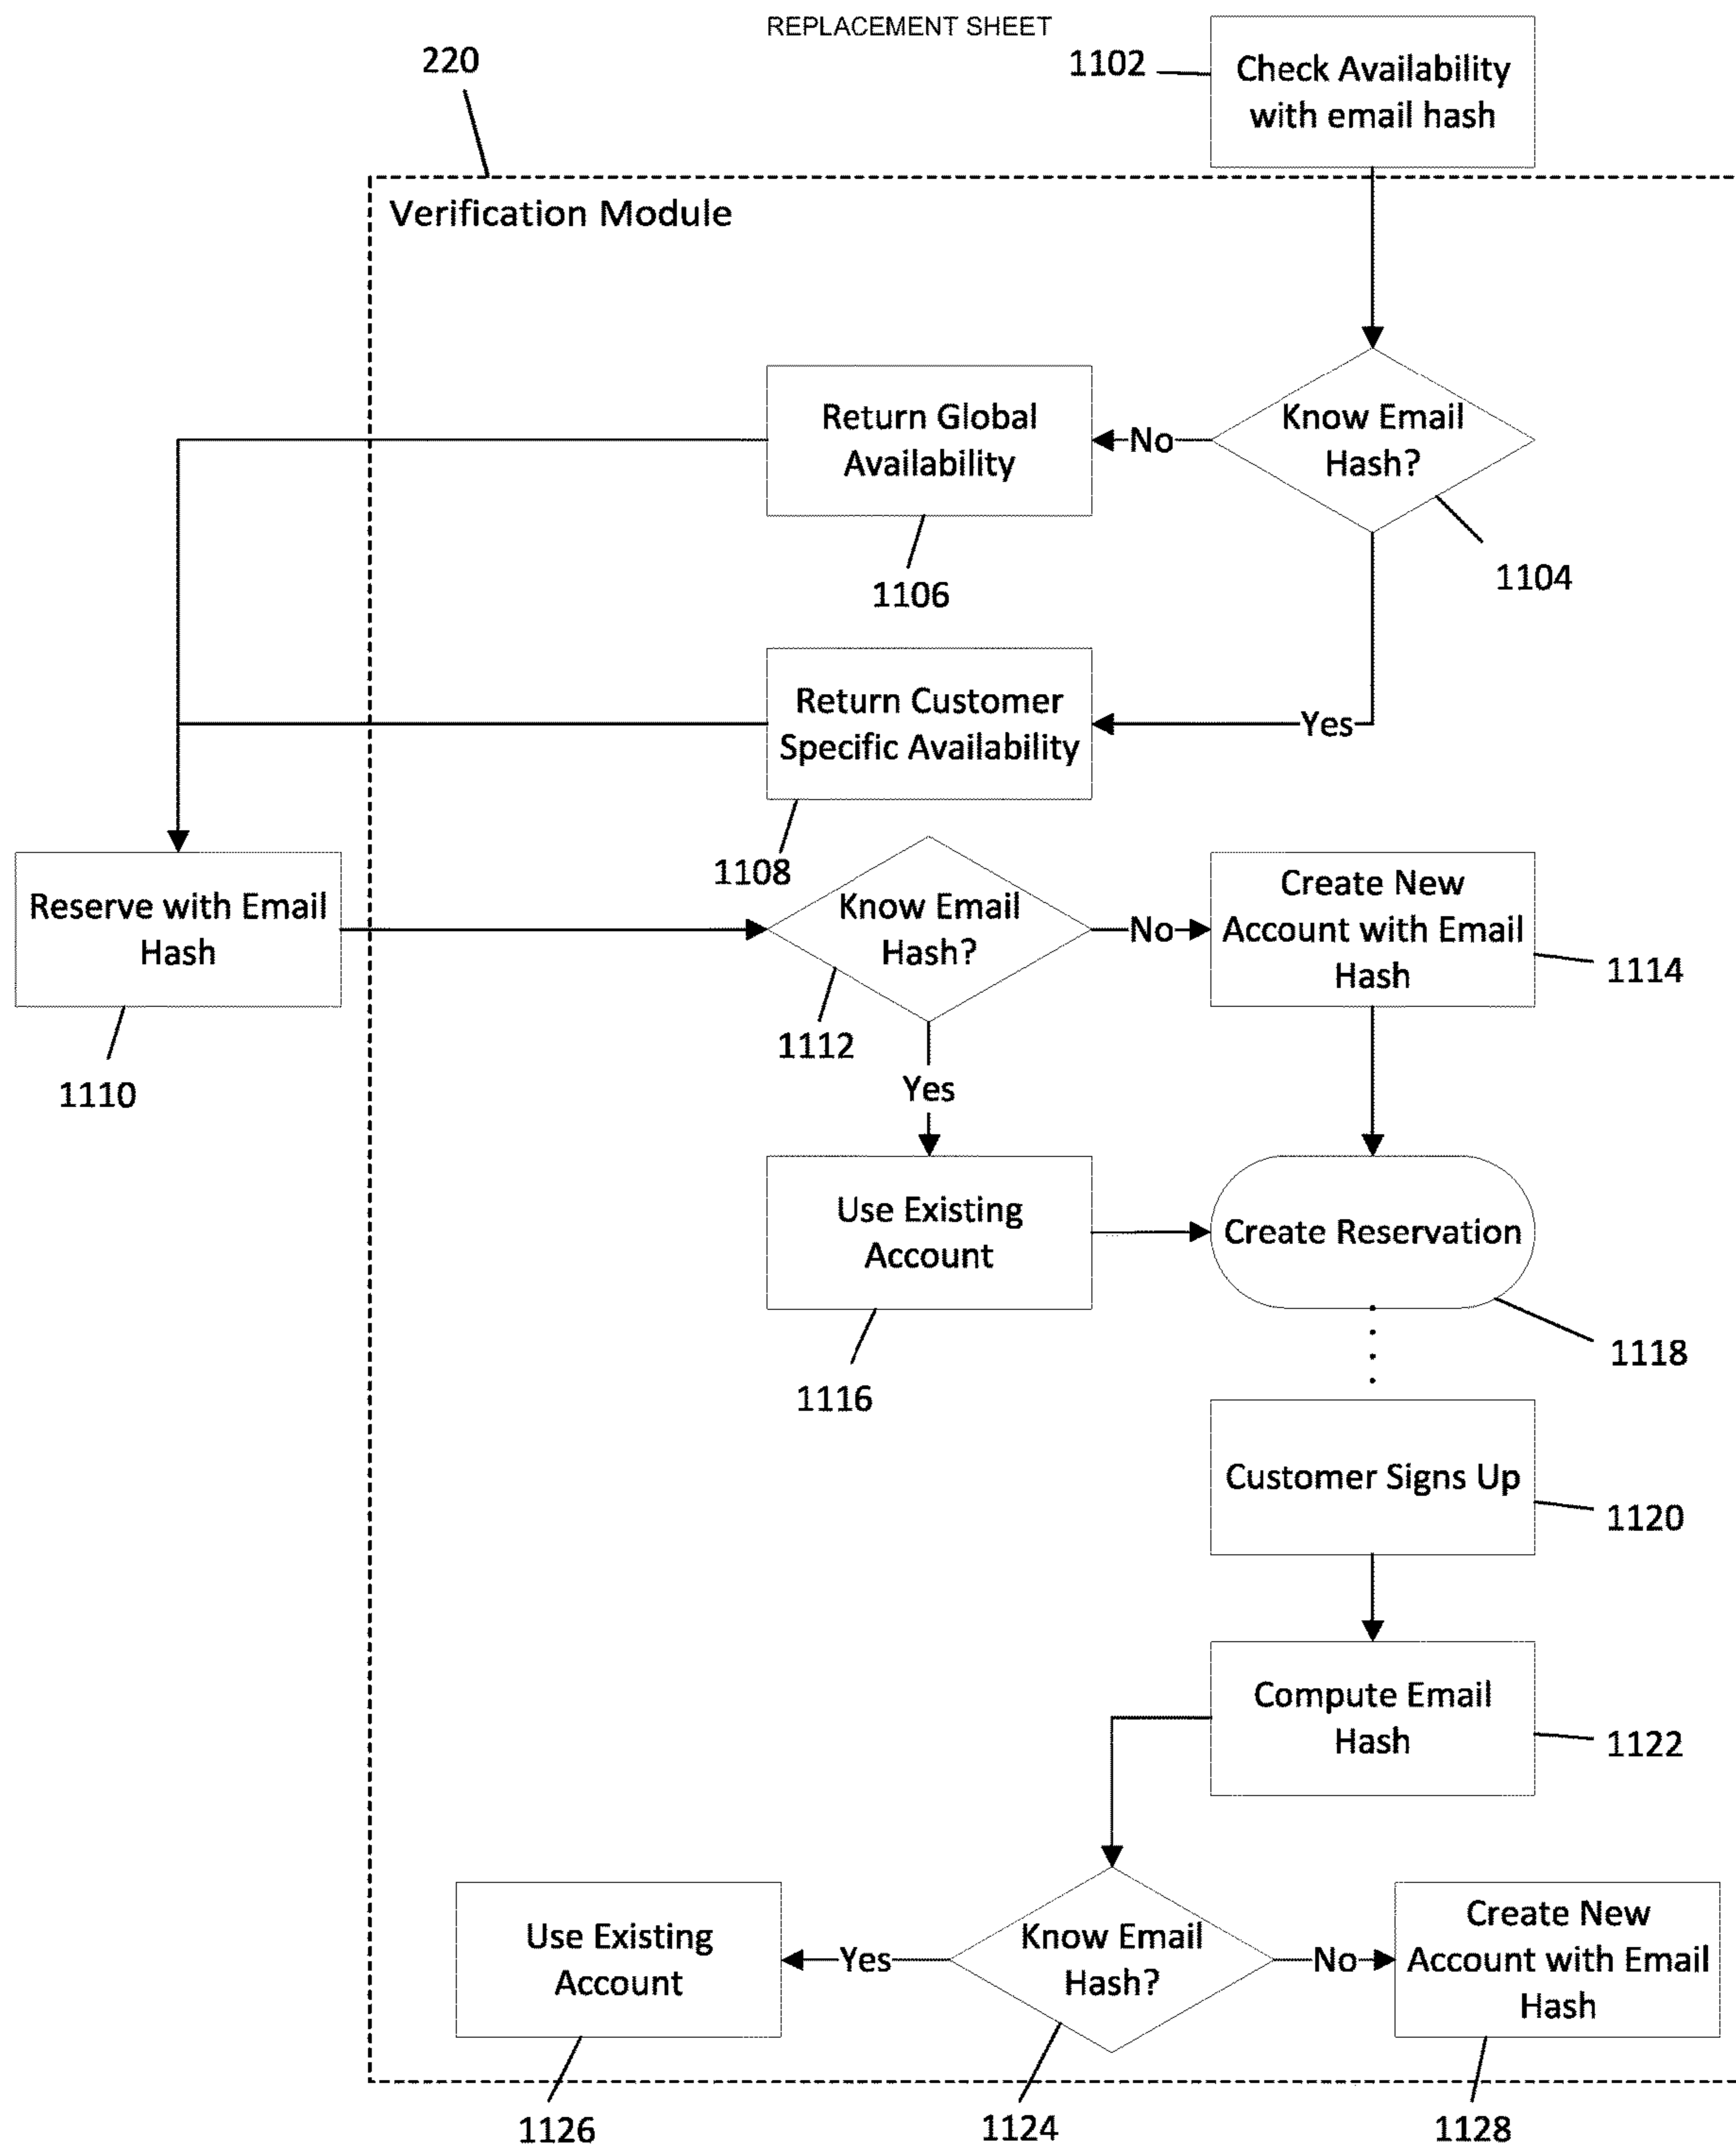 REPLACEMENT SHEET
220
1102
Check Availability
with email hash
Verification Module
Return Global
Availability
No
Know Email
Hash?
1106
1104
Return Customer
Specific Availability
Yes
1108
Reserve with Email
Hash
Know Email
Hash?
No
Create New
Account with Email
Hash
1114
1112
1110
Yes
Use Existing
Account
Create Reservation
1118
1116
Customer Signs Up
1120
Compute Email
Hash
1122
Use Existing
Account
Yes
Know Email
Hash?
No
Create New
Account with Email
Hash
1126
1124
1128